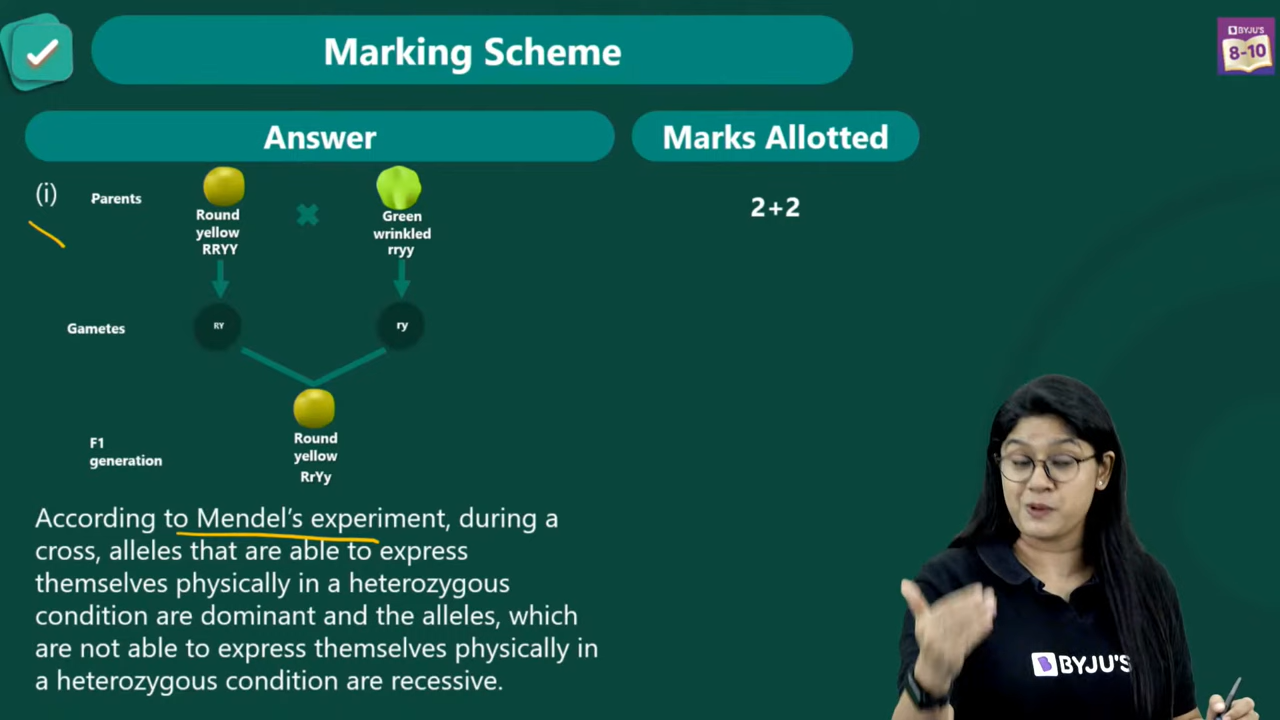 Marking Scheme
BYJU'S
8-10
Answer
Marks Allotted
(i)
Parents
Round
yellow
RRYY
Green
wrinkled
rryy
2+2
Gametes
RY
ry
F1
generation
Round
yellow
RrYy
According to Mendel's experiment, during a
cross, alleles that are able to express
themselves physically in a heterozygous
condition are dominant and the alleles, which
are not able to express themselves physically in
a heterozygous condition are recessive.
BYJU'S